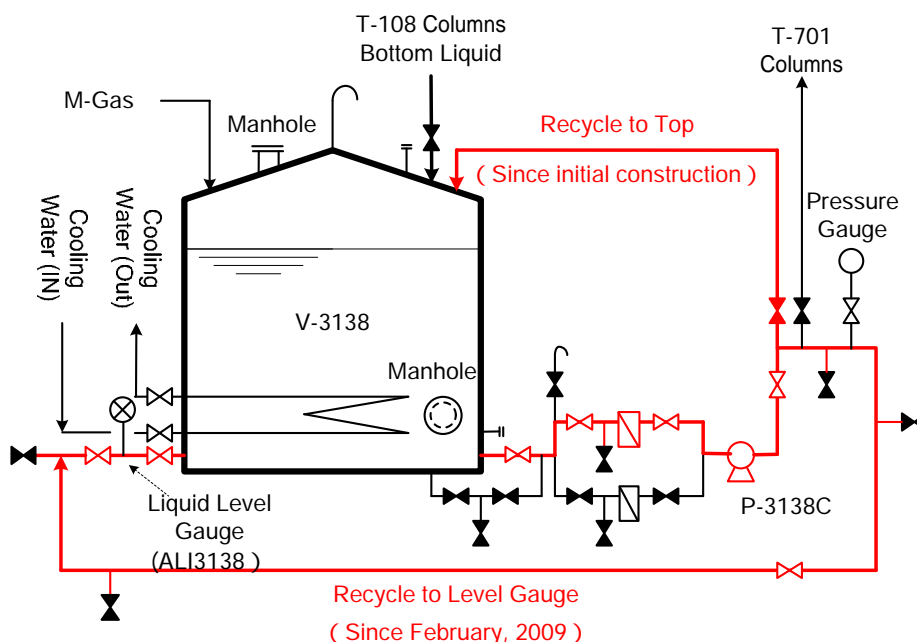 T-108 Columns
Bottom Liquid
T-701
Columns
M-Gas
Manhole
Recycle to Top
( Since initial construction )
Pressure
Gauge
Cooling
Water (IN)
Cooling
Water (Out)
V-3138
Manhole
Liquid Level
Gauge
(ALI3138 )
P-3138C
Recycle to Level Gauge
( Since February, 2009 )